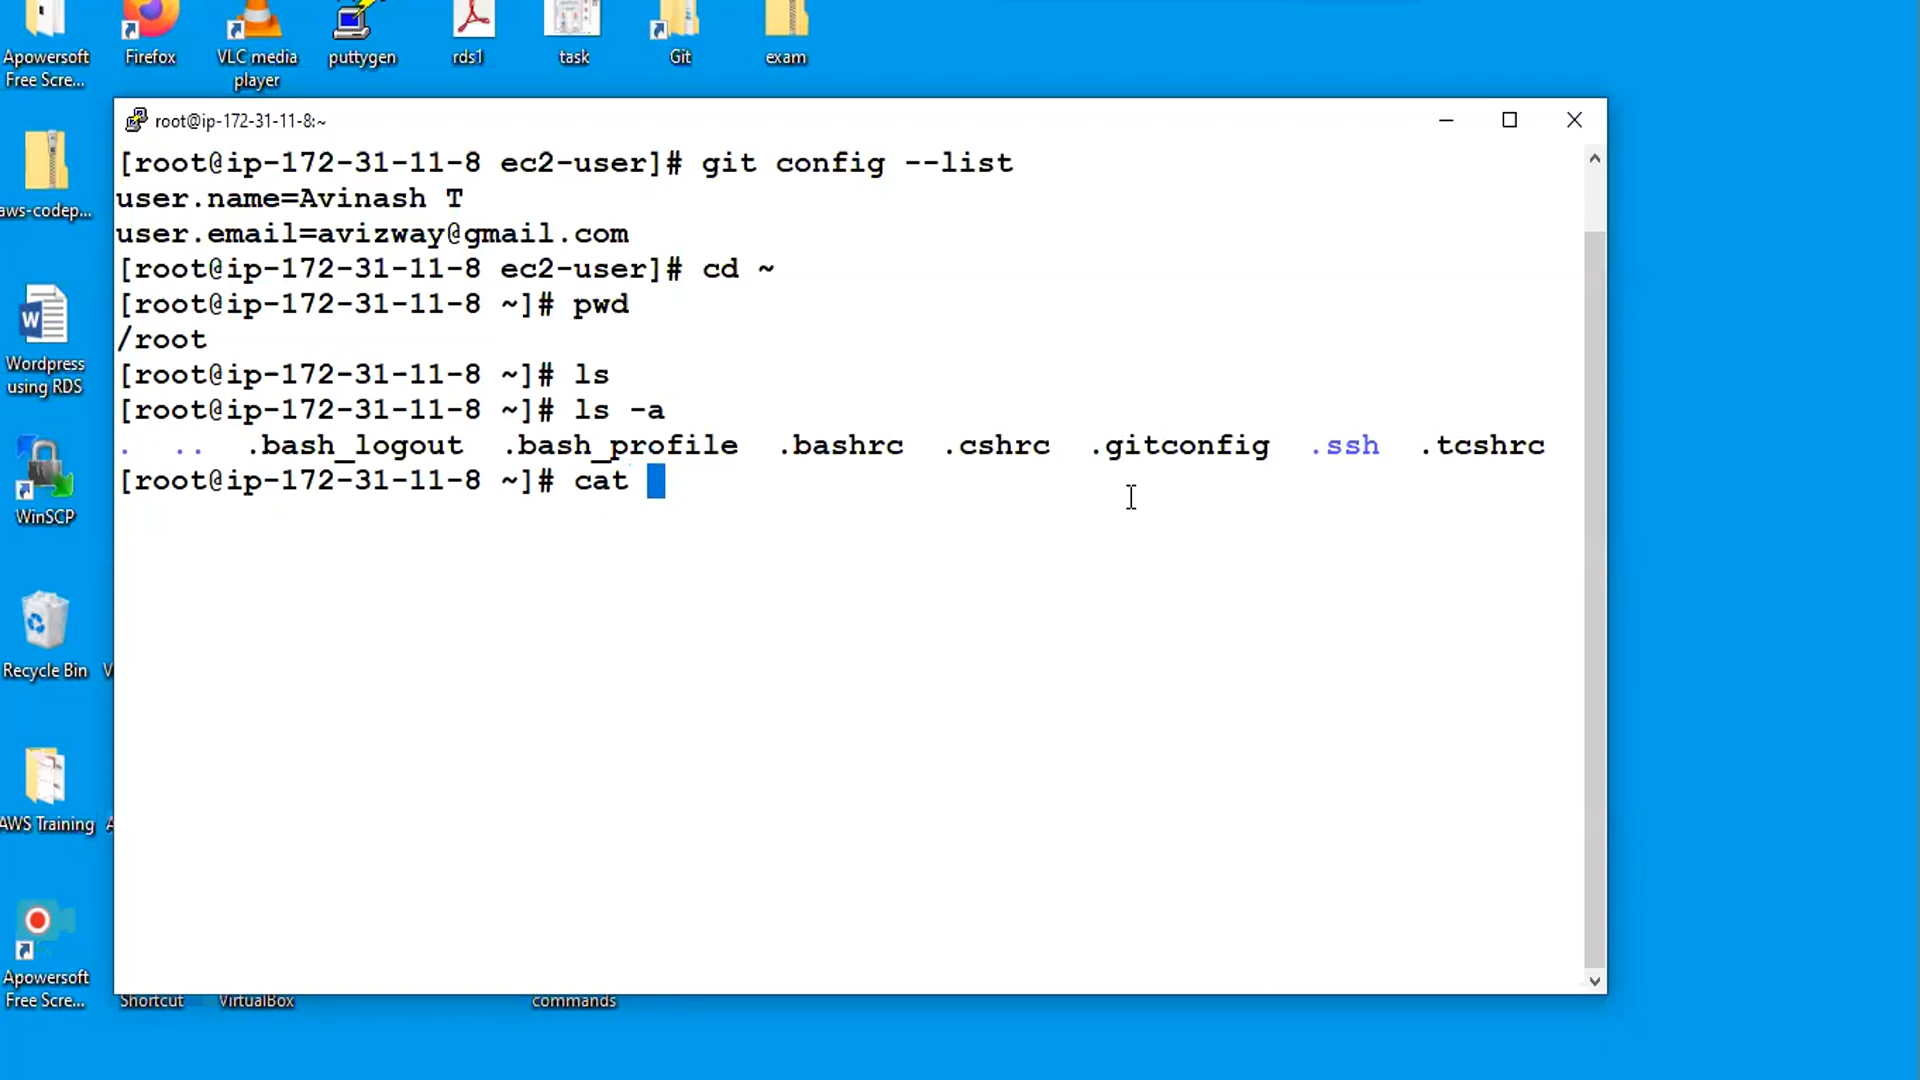 Apowersoft
Free Scre...
Firefox
VLC media
player
puttygen
rds1
task
Git
exam
root@ip-172-31-11-8:~
[root@ip-172-31-11-8 ec2-user]# git config --list
user.name=Avinash T
user.email=avizway@gmail.com
[root@ip-172-31-11-8 ec2-user]# cd ~
[root@ip-172-31-11-8 ~]# pwd
/root
[root@ip-172-31-11-8 ~]# ls
[root@ip-172-31-11-8 ~]# ls -a
. .. .bash_logout .bash_profile .bashrc .cshrc .gitconfig .ssh .tcshrc
[root@ip-172-31-11-8 ~]# cat
aws-codep...
Wordpress
using RDS
WinSCP
Recycle Bin
AWS Training
Apowersoft
Free Scre...
Shortcut
VirtualBox
commands